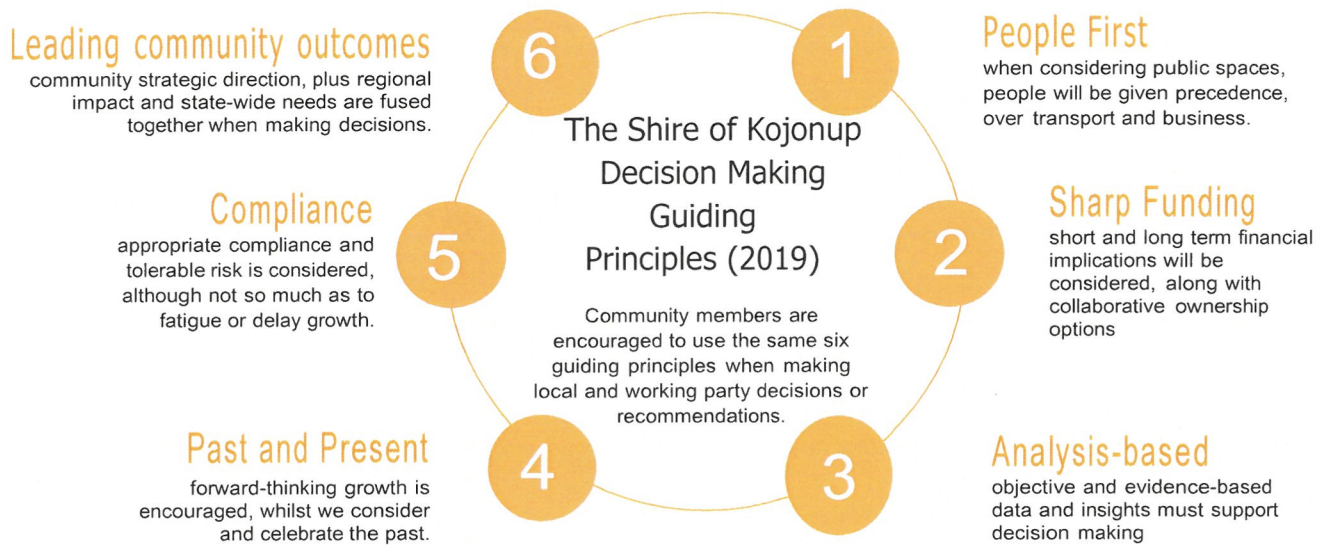 The Shire of Kojonup
Decision Making
Guiding
Principles (2019)
Community members are
encouraged to use the same six
guiding principles when making
local and working party decisions or
recommendations.
1
People First
when considering public spaces,
people will be given precedence,
over transport and business.
2
Sharp Funding
short and long term financial
implications will be
considered, along with
collaborative ownership
options
3
Analysis-based
objective and evidence-based
data and insights must support
decision making
4
Past and Present
forward-thinking growth is
encouraged, whilst we consider
and celebrate the past.
5
Compliance
appropriate compliance and
tolerable risk is considered,
although not so much as to
fatigue or delay growth.
6
Leading community outcomes
community strategic direction, plus regional
impact and state-wide needs are fused
together when making decisions.